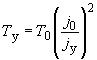 T_y = T_0 (j_0 / j_y)^2